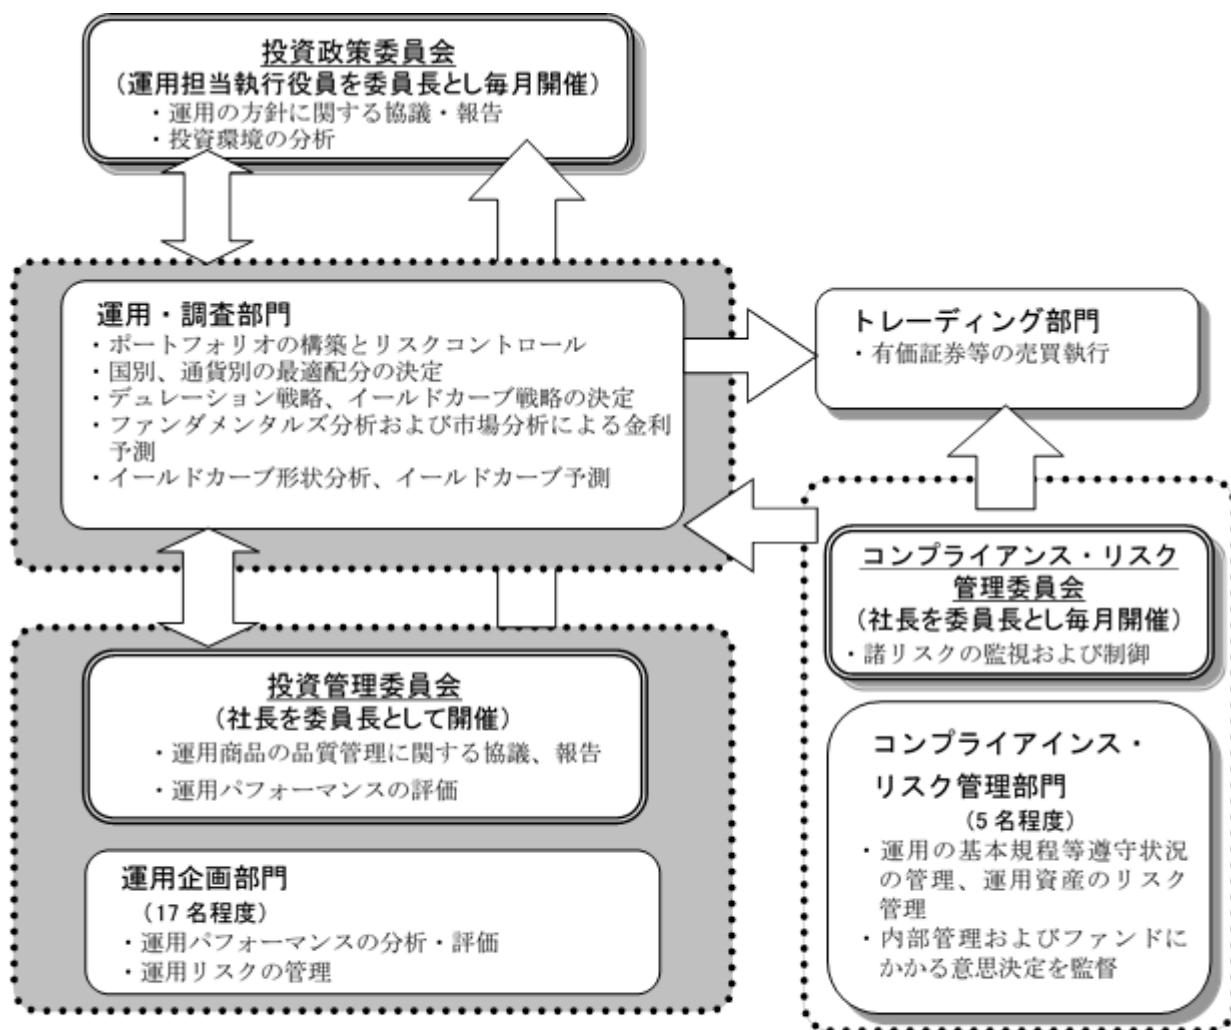 投資政策委員会
(運用担当執行役員を委員長とし毎月開催)
・運用の方針に関する協議・報告
・投資環境の分析
運用・調査部門
・ポートフォリオの構築とリスクコントロール
・国別、通貨別の最適配分の決定
・デュレーション戦略、イールドカーブ戦略の決定
・ファンダメンタルズ分析および市場分析による金利
予測
・イールドカーブ形状分析、イールドカーブ予測
トレーディング部門
・有価証券等の売買執行
投資管理委員会
(社長を委員長として開催)
・運用商品の品質管理に関する協議、報告
・運用パフォーマンスの評価
運用企画部門
(17名程度)
・運用パフォーマンスの分析・評価
・運用リスクの管理
コンプライアンス・リスク
管理委員会
(社長を委員長とし毎月開催)
・諸リスクの監視および制御
コンプライアインス・
リスク管理部門
(5名程度)
・運用の基本規程等遵守状況
の管理、運用資産のリスク
管理
・内部管理およびファンドに
かかる意思決定を監督